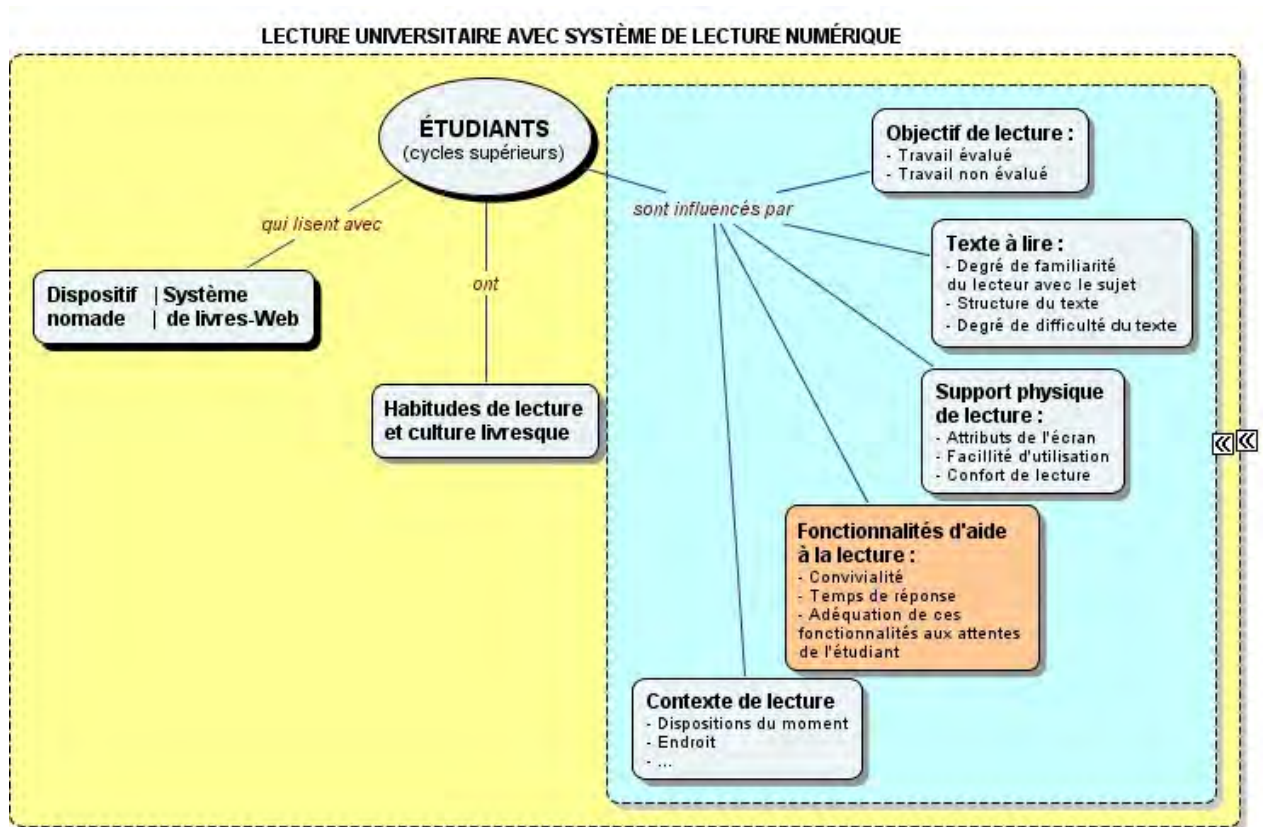 LECTURE UNIVERSITAIRE AVEC SYSTÈME DE LECTURE NUMÉRIQUE
ÉTUDIANTS
(cycles supérieurs)
qui lisent avec
Dispositif | Système
nomade | de livres-Web
ont
Habitudes de lecture
et culture livresque
sont influencés par
Objectif de lecture :
- Travail évalué
- Travail non évalué
Texte à lire :
- Degré de familiarité
du lecteur avec le sujet
- Structure du texte
- Degré de difficulté du texte
Support physique
de lecture :
- Attributs de l'écran
- Facillité d'utilisation
- Confort de lecture
Fonctionnalités d'aide
à la lecture :
- Convivialité
- Temps de réponse
- Adéquation de ces
fonctionnalités aux attentes
de l'étudiant
Contexte de lecture
- Dispositions du moment
- Endroit
- ...